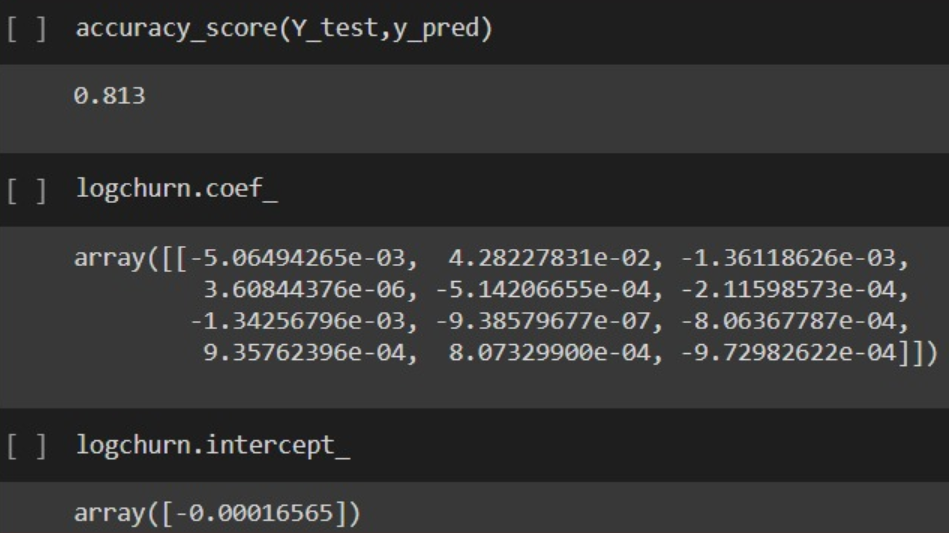 [ ] accuracy_score(Y_test,y_pred)
0.813
[ ] logchurn.coef_
array([[-5.06494265e-03,  4.28227831e-02, -1.36118626e-03,
         3.60844376e-06, -5.14206655e-04, -2.11598573e-04,
        -1.34256796e-03, -9.38579677e-07, -8.06367787e-04,
         9.35762396e-04,  8.07329900e-04, -9.72982622e-04]])
[ ] logchurn.intercept_
array([-0.00016565])